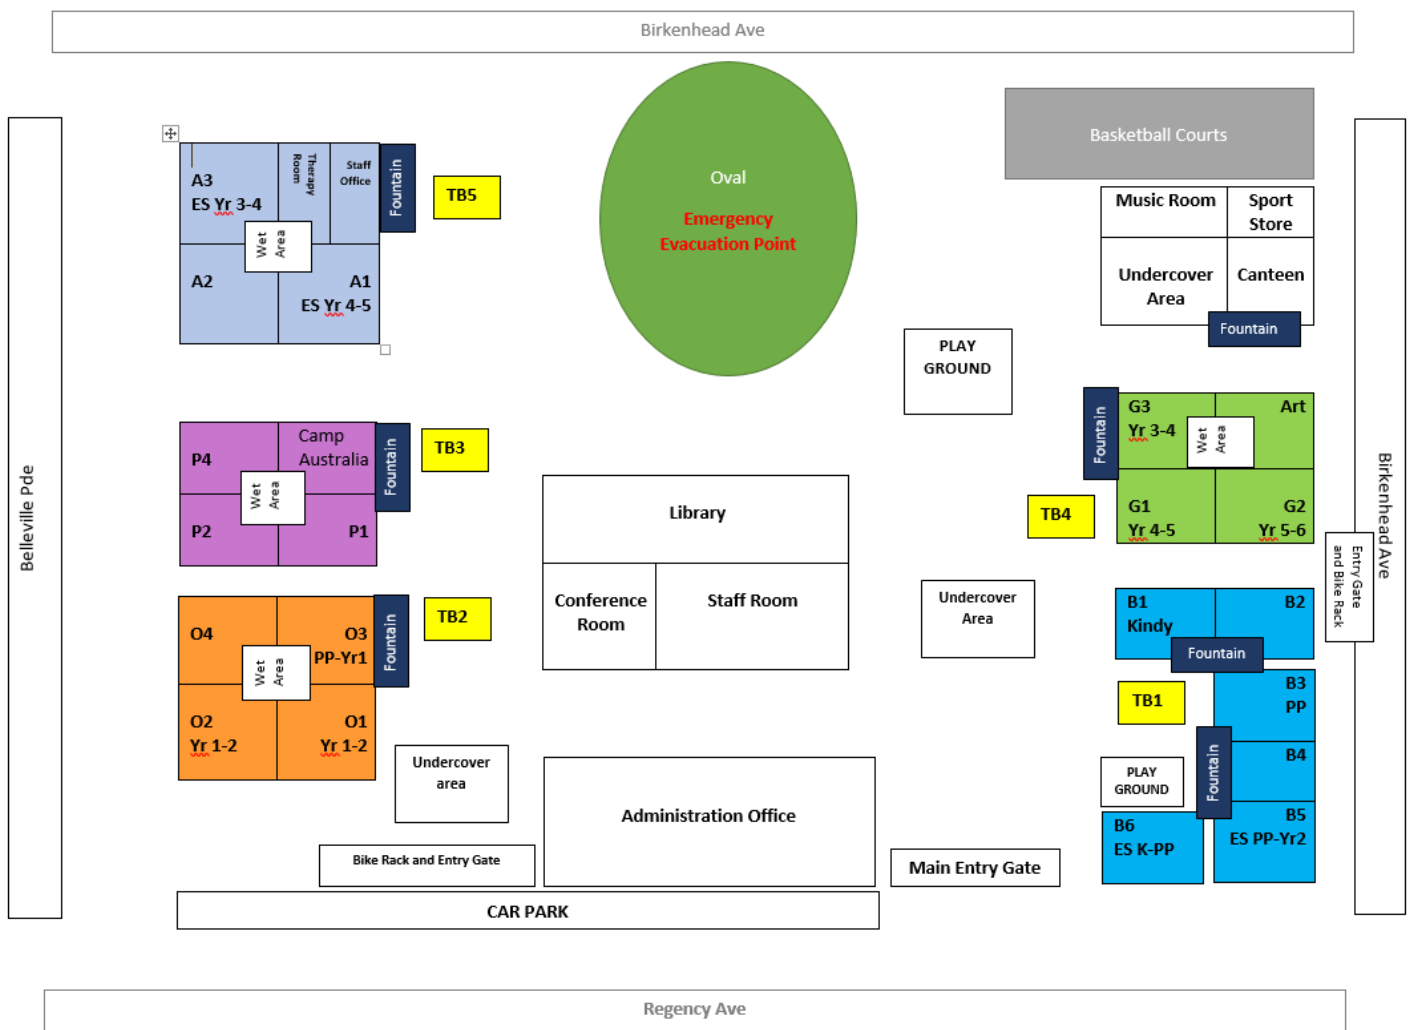 Birkenhead Ave
Belleville Pde
Birkenhead Ave
Basketball Courts
A3
ES Yr 3-4
Therapy
Room
Staff
Office
Fountain
TB5
Wet
Area
A2
A1
ES Yr 4-5
Oval
Emergency
Evacuation Point
Music Room
Sport
Store
Undercover
Area
Canteen
Fountain
PLAY
GROUND
P4
Camp
Australia
Fountain
TB3
Wet
Area
P2
P1
Fountain
G3
Yr 3-4
Art
Wet
Area
TB4
G1
Yr 4-5
G2
Yr 5-6
Library
Conference
Room
Staff Room
Entry Gate
and Bike Rack
O4
O3
PP-Yr1
Fountain
TB2
Wet
Area
O2
Yr 1-2
O1
Yr 1-2
Undercover
Area
B1
Kindy
B2
Fountain
B3
PP
TB1
Fountain
B4
PLAY
GROUND
B5
ES PP-Yr2
B6
ES K-PP
Undercover
area
Administration Office
Bike Rack and Entry Gate
Main Entry Gate
CAR PARK
Regency Ave